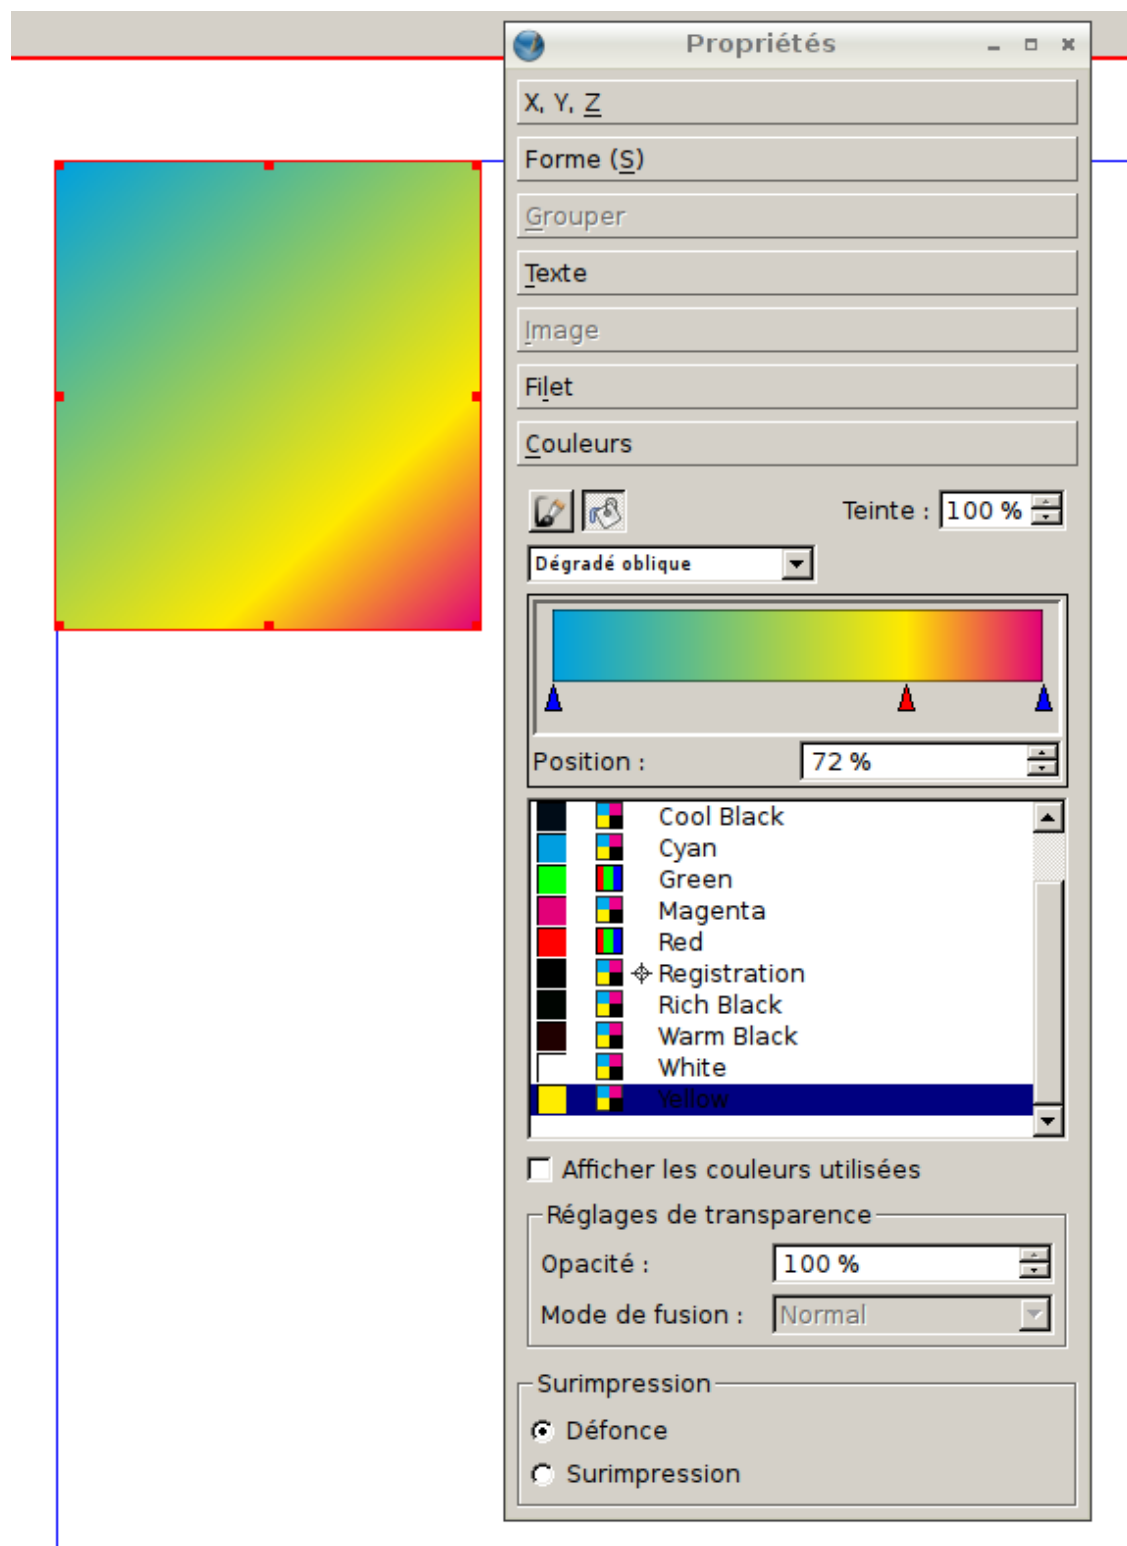 Propriétés
X, Y, Z
Forme (S)
Grouper
Texte
Image
Filet
Couleurs
Teinte : 100 %
Dégradé oblique
Position : 72 %
Cool Black
Cyan
Green
Magenta
Red
Registration
Rich Black
Warm Black
White
Yellow
Afficher les couleurs utilisées
Réglages de transparence
Opacité : 100 %
Mode de fusion : Normal
Surimpression
Défonce
Surimpression